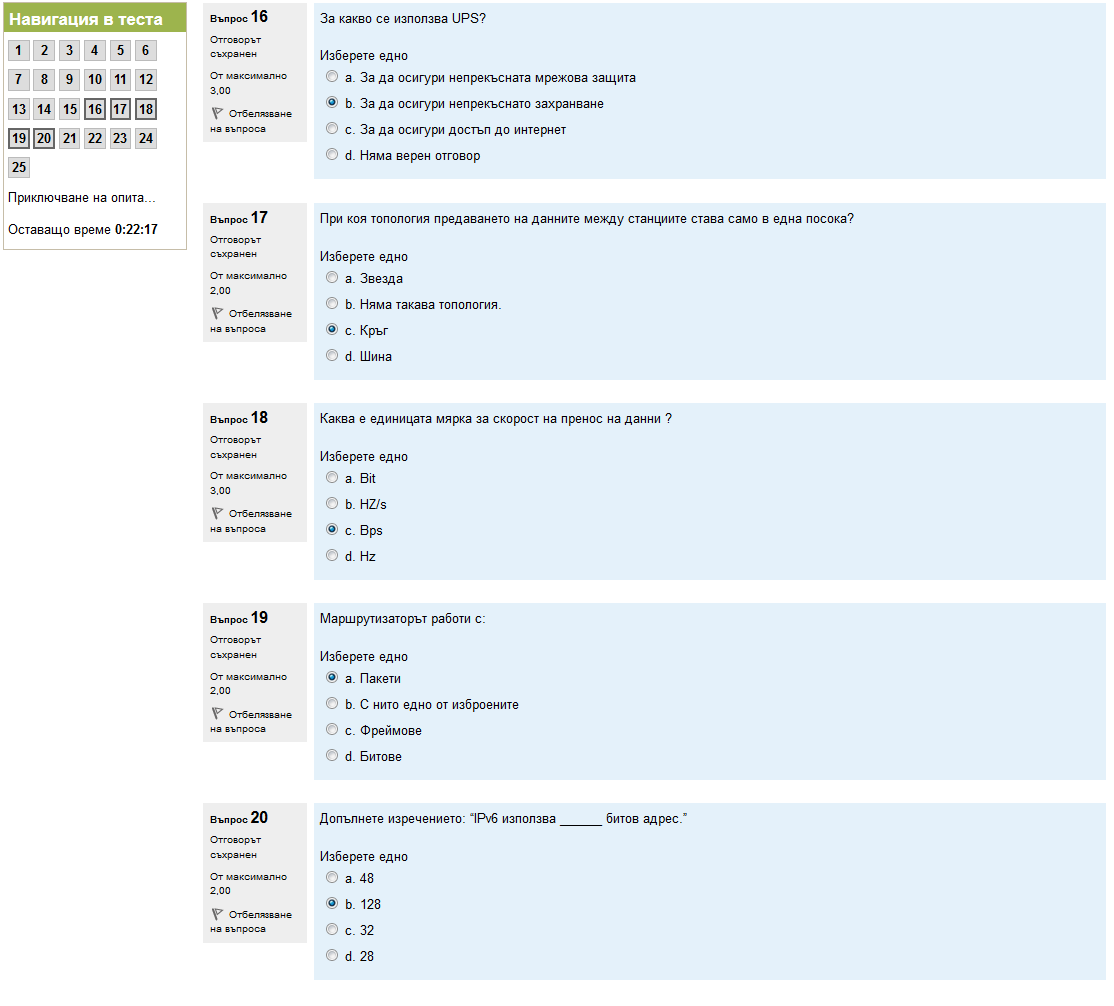 Навигация в теста
1 2 3 4 5 6
7 8 9 10 11 12
13 14 15 16 17 18
19 20 21 22 23 24
25
Приключване на опита...
Оставащо време 0:22:17
Въпрос 16
Отговорът
съхранен
От максимално
3,00
Отбелязване
на въпроса
За какво се използва UPS?
Изберете едно
a. За да осигури непрекъсната мрежова защита
b. За да осигури непрекъснато захранване
c. За да осигури достъп до интернет
d. Няма верен отговор
Въпрос 17
Отговорът
съхранен
От максимално
2,00
Отбелязване
на въпроса
При коя топология предаването на данните между станциите става само в една посока?
Изберете едно
a. Звезда
b. Няма такава топология.
c. Кръг
d. Шина
Въпрос 18
Отговорът
съхранен
От максимално
3,00
Отбелязване
на въпроса
Каква е единицата мярка за скорост на пренос на данни ?
Изберете едно
a. Bit
b. HZ/s
c. Bps
d. Hz
Въпрос 19
Отговорът
съхранен
От максимално
2,00
Отбелязване
на въпроса
Маршрутизаторът работи с:
Изберете едно
a. Пакети
b. С нито едно от изброените
c. Фреймове
d. Битове
Въпрос 20
Отговорът
съхранен
От максимално
2,00
Отбелязване
на въпроса
Допълнете изречението: “IPv6 използва ______ битов адрес.”
Изберете едно
a. 48
b. 128
c. 32
d. 28